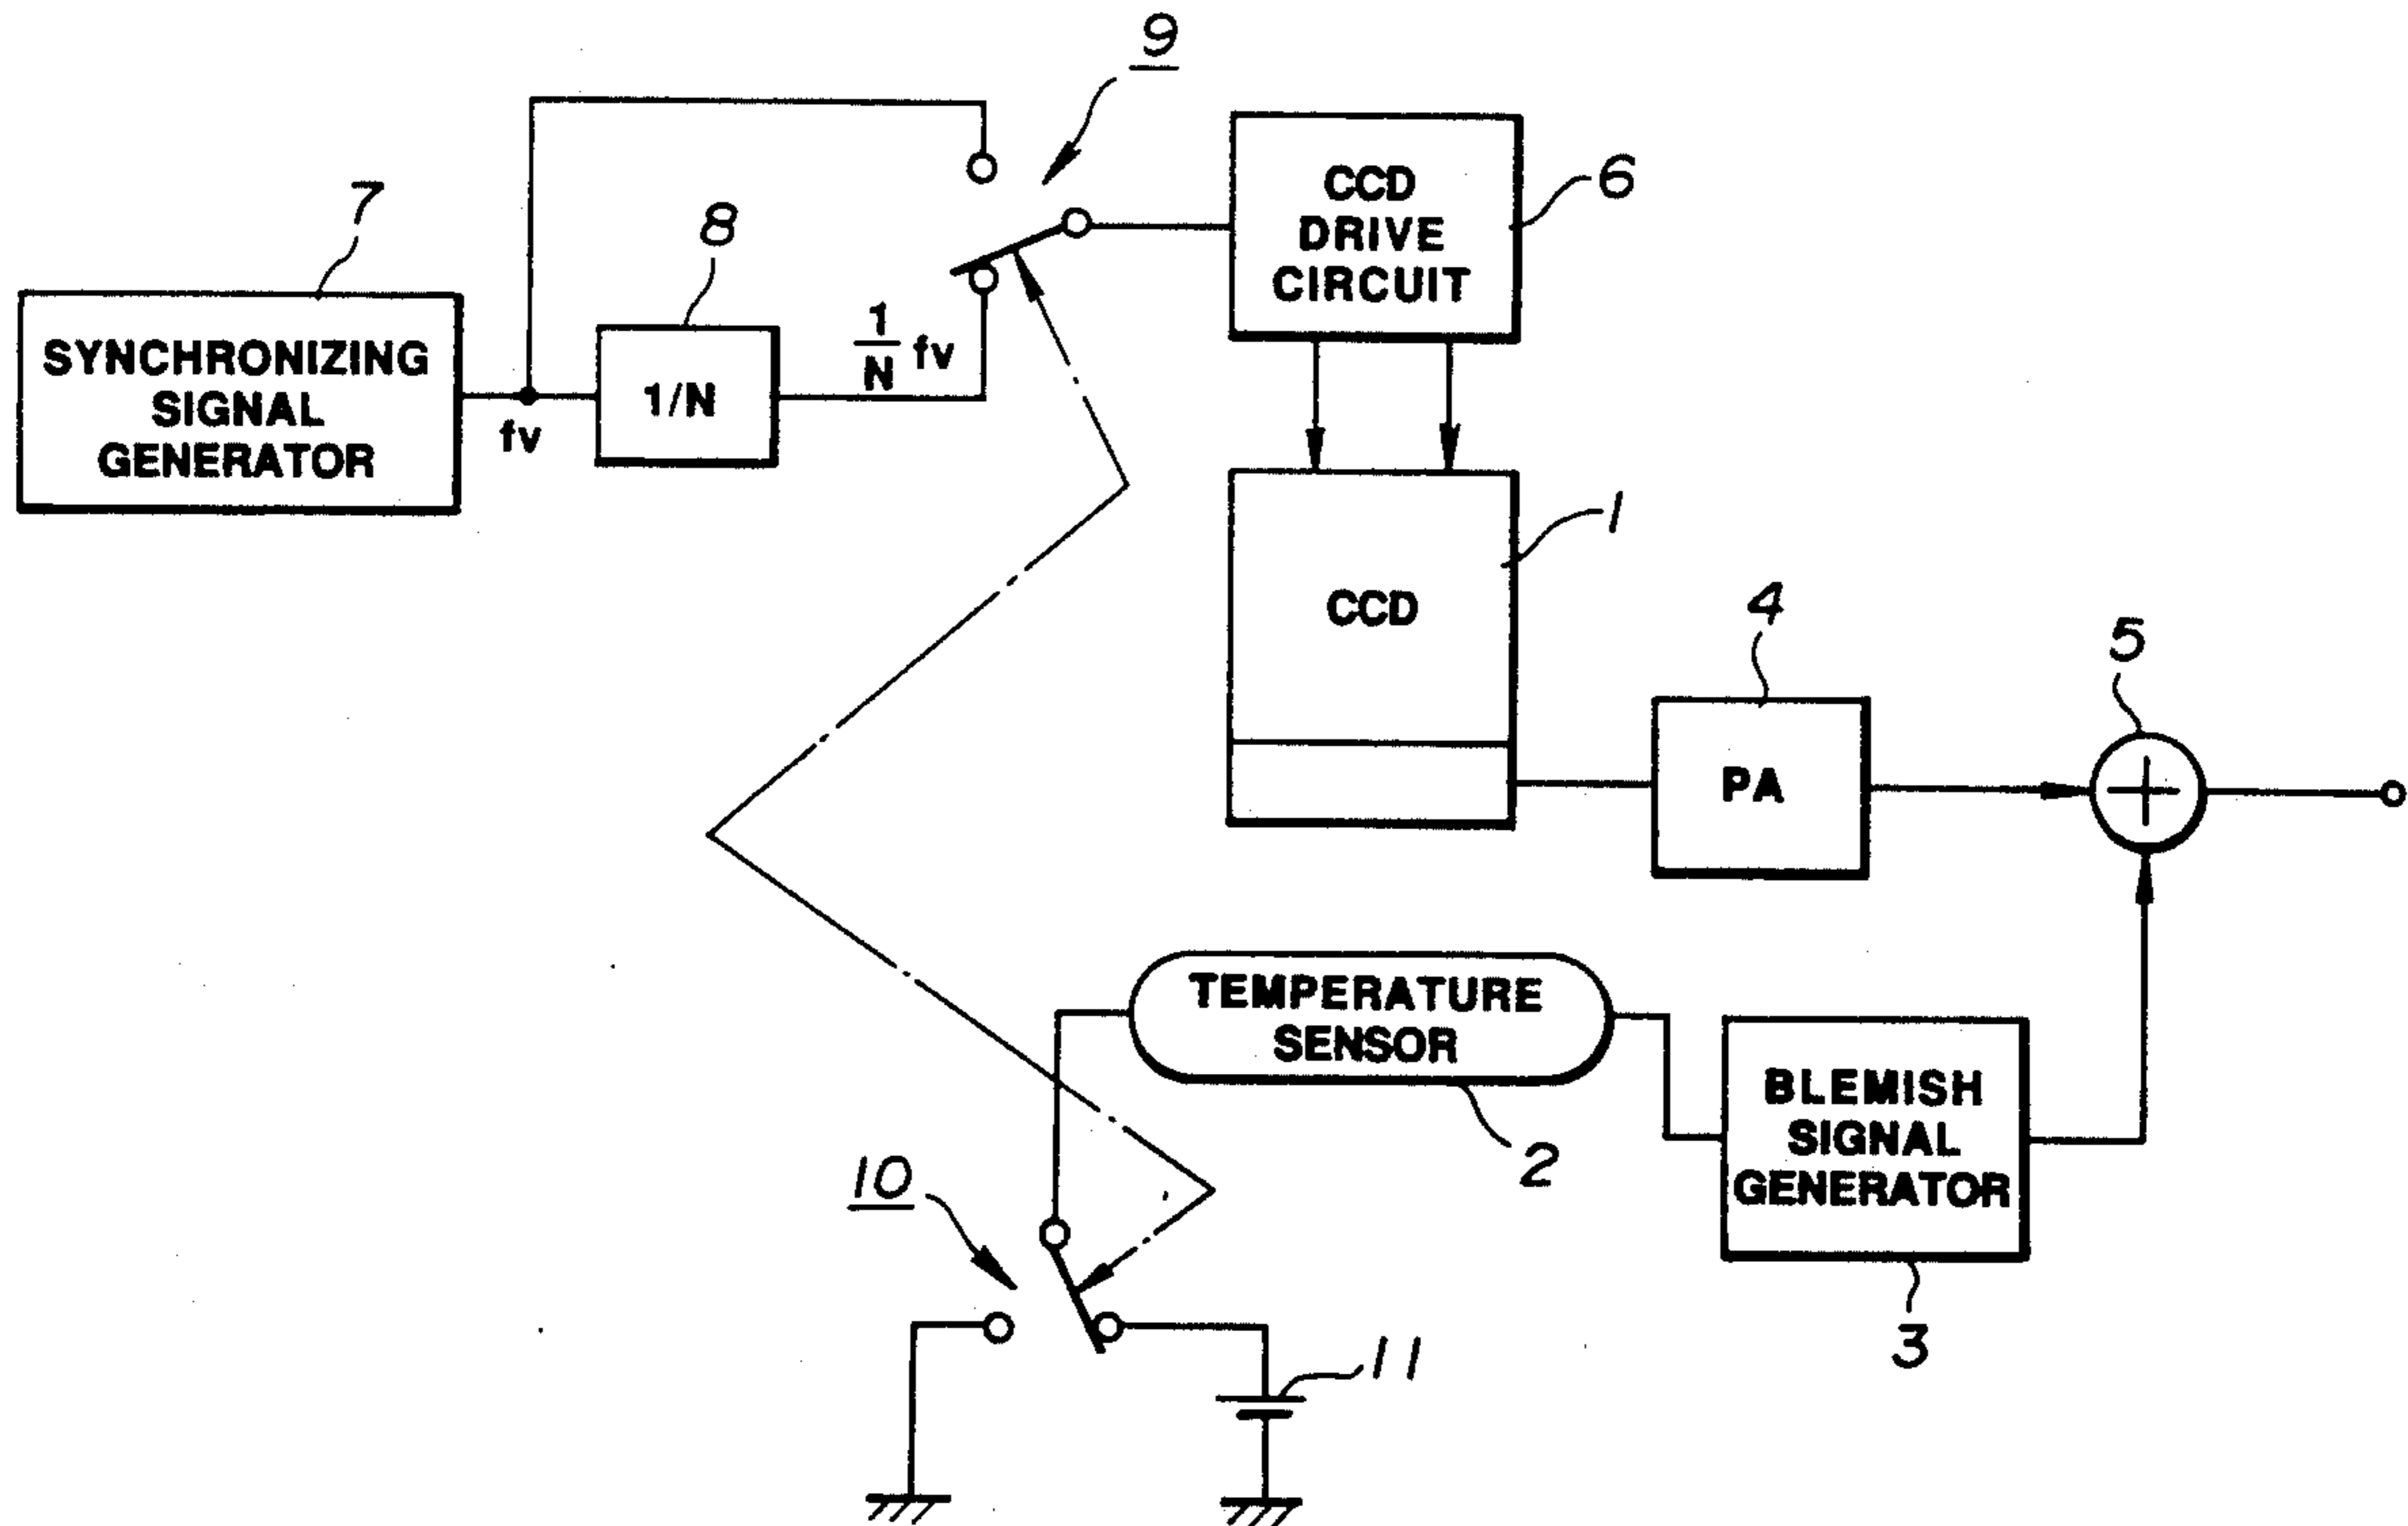 9
7
8
6
CCD
DRIVE
CIRCUIT
SYNCHRONIZING
SIGNAL
GENERATOR
fv
1/N
1/N fv
1
CCD
4
5
PA
TEMPERATURE
SENSOR
2
BLEMISH
SIGNAL
GENERATOR
3
10
11